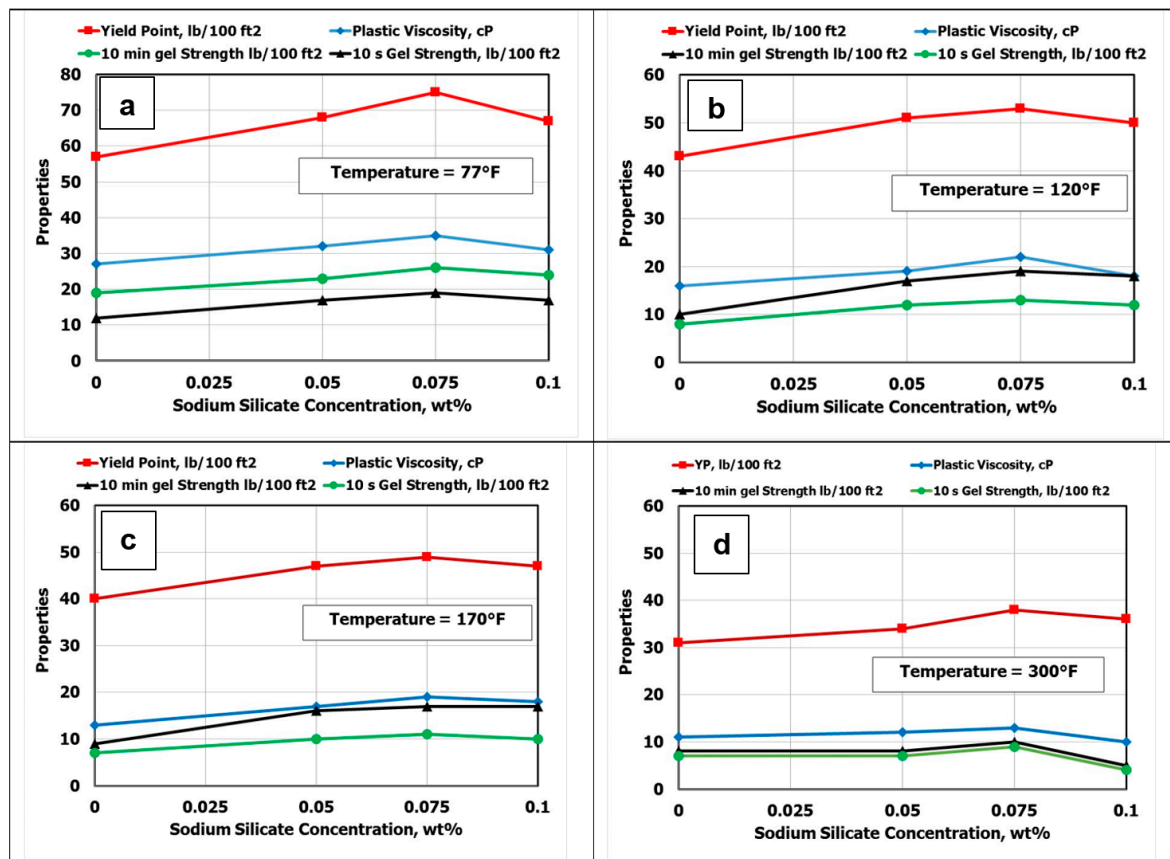 Yield Point, lb/100 ft2 Plastic Viscosity, cP
10 min gel Strength lb/100 ft2 10 s Gel Strength, lb/100 ft2
80
70
60
50
40
30
20
10
0
a
Temperature = 77°F
Properties
0 0.025 0.05 0.075 0.1
Sodium Silicate Concentration, wt%
Yield Point, lb/100 ft2 Plastic Viscosity, cP
10 min gel Strength lb/100 ft2 10 s Gel Strength, lb/100 ft2
60
50
40
30
20
10
0
b
Temperature = 120°F
Properties
0 0.025 0.05 0.075 0.1
Sodium Silicate Concentration, wt%
Yield Point, lb/100 ft2 Plastic Viscosity, cP
10 min gel Strength lb/100 ft2 10 s Gel Strength, lb/100 ft2
60
50
40
30
20
10
0
c
Temperature = 170°F
Properties
0 0.025 0.05 0.075 0.1
Sodium Silicate Concentration, wt%
YP, lb/100 ft2 Plastic Viscosity, cP
10 min gel Strength lb/100 ft2 10 s Gel Strength, lb/100 ft2
60
50
40
30
20
10
0
d
Temperature = 300°F
Properties
0 0.025 0.05 0.075 0.1
Sodium Silicate Concentration, wt%